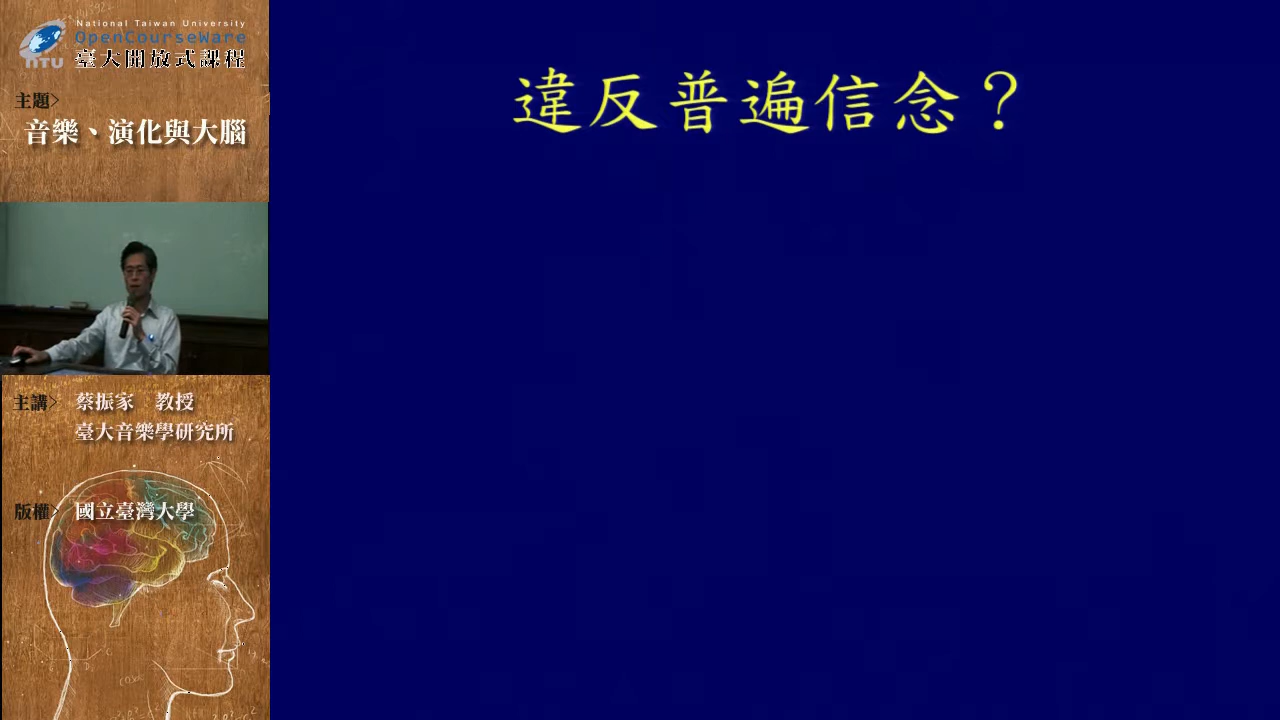 National Taiwan University
OpenCourseWare
NTU
臺大開放式課程
主題>
音樂、演化與大腦
主講> 蔡振家 教授
臺大音樂學研究所
版權> 國立臺灣大學
違反普遍信念？